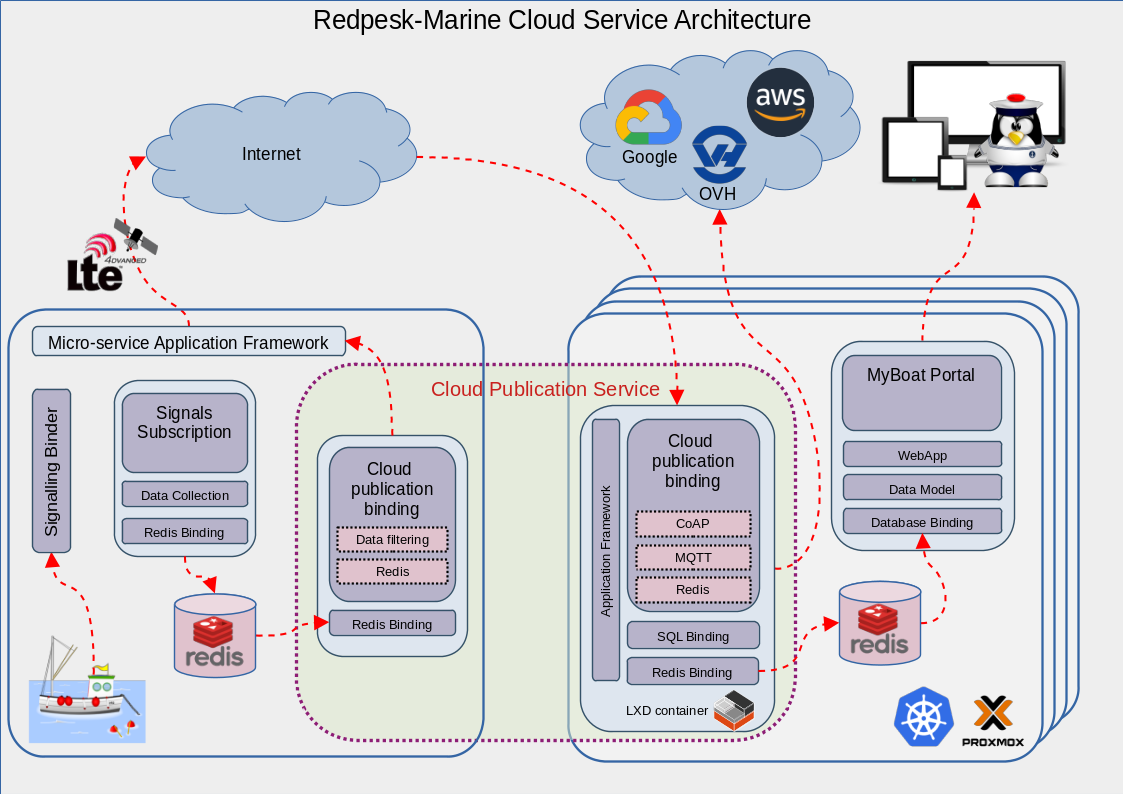 Redpesk-Marine Cloud Service Architecture
Internet
Google
aws
OVH
4DVANCED
Lte
Micro-service Application Framework
Signalling Binder
Signals
Subscription
Data Collection
Redis Binding
redis
Cloud Publication Service
Cloud
publication
binding
Data filtering
Redis
Redis Binding
Application Framework
Cloud
publication
binding
CoAP
MQTT
Redis
SQL Binding
Redis Binding
LXD container
MyBoat Portal
WebApp
Data Model
Database Binding
redis
PROXMOX